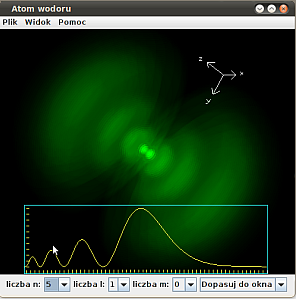 Atom wodoru
Plik Widok Pomoc
z
x
y
liczba n: 5 liczba l: 1 liczba m: 0 Dopasuj do okna